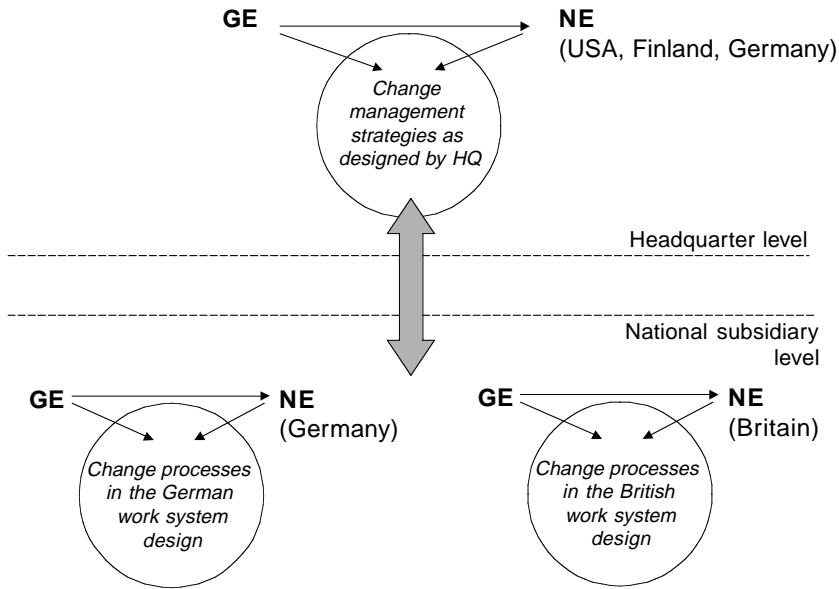 GE
NE
(USA, Finland, Germany)
Change
management
strategies as
designed by HQ
Headquarter level
National subsidiary
level
GE
NE
(Germany)
Change processes
in the German
work system
design
GE
NE
(Britain)
Change processes
in the British
work system
design